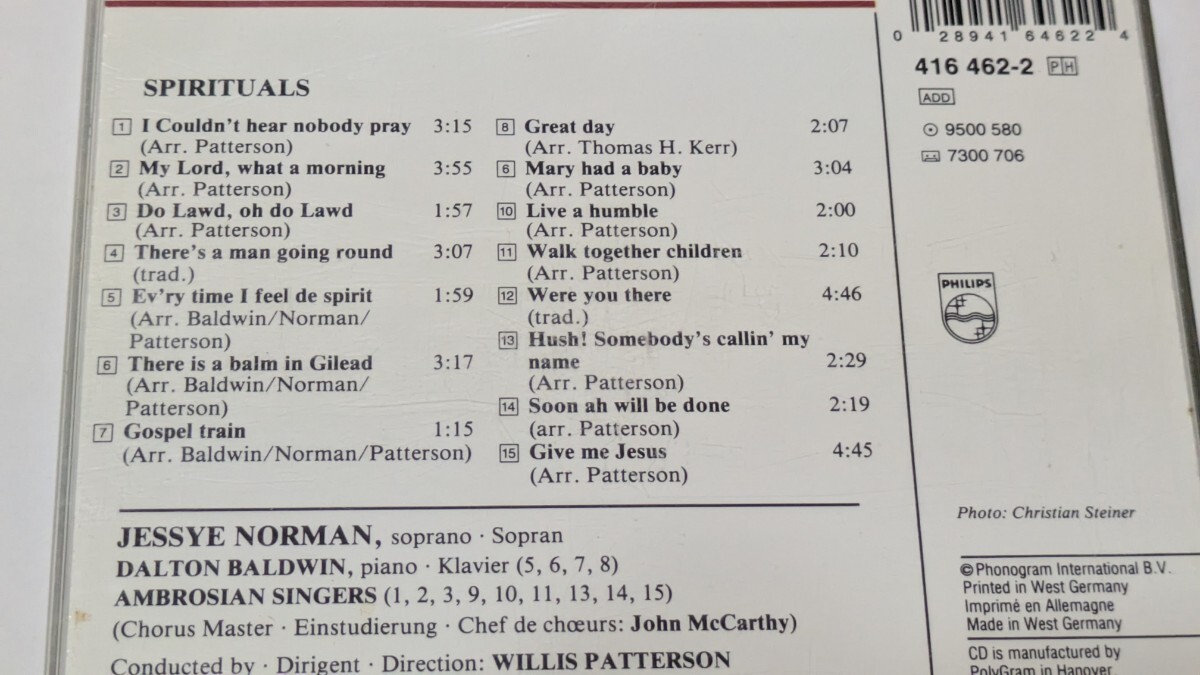 SPIRITUALS
1 I Couldn't hear nobody pray 3:15
(Arr. Patterson)
2 My Lord, what a morning 3:55
(Arr. Patterson)
3 Do Lawd, oh do Lawd 1:57
(Arr. Patterson)
4 There's a man going round 3:07
(trad.)
5 Ev'ry time I feel de spirit 1:59
(Arr. Baldwin/Norman/
Patterson)
6 There is a balm in Gilead 3:17
(Arr. Baldwin/Norman/
Patterson)
7 Gospel train 1:15
(Arr. Baldwin/Norman/Patterson)
8 Great day 2:07
(Arr. Thomas H. Kerr)
6 Mary had a baby 3:04
(Arr. Patterson)
10 Live a humble 2:00
(Arr. Patterson)
11 Walk together children 2:10
(Arr. Patterson)
12 Were you there 4:46
(trad.)
13 Hush! Somebody's callin' my
name 2:29
(Arr. Patterson)
14 Soon ah will be done 2:19
(arr. Patterson)
15 Give me Jesus 4:45
(Arr. Patterson)
JESSYE NORMAN, soprano · Sopran
DALTON BALDWIN, piano · Klavier (5, 6, 7, 8)
AMBROSIAN SINGERS (1, 2, 3, 9, 10, 11, 13, 14, 15)
(Chorus Master · Einstudierung · Chef de chœurs: John McCarthy)
Conducted by · Dirigent · Direction: WILLIS PATTERSON
0 28941 64622 4
416 462-2 PH
ADD
9500 580
7300 706
PHILIPS
Photo: Christian Steiner
© Phonogram International B.V.
Printed in West Germany
Imprimé en Allemagne
Made in West Germany
CD is manufactured by
PolyGram in Hanover